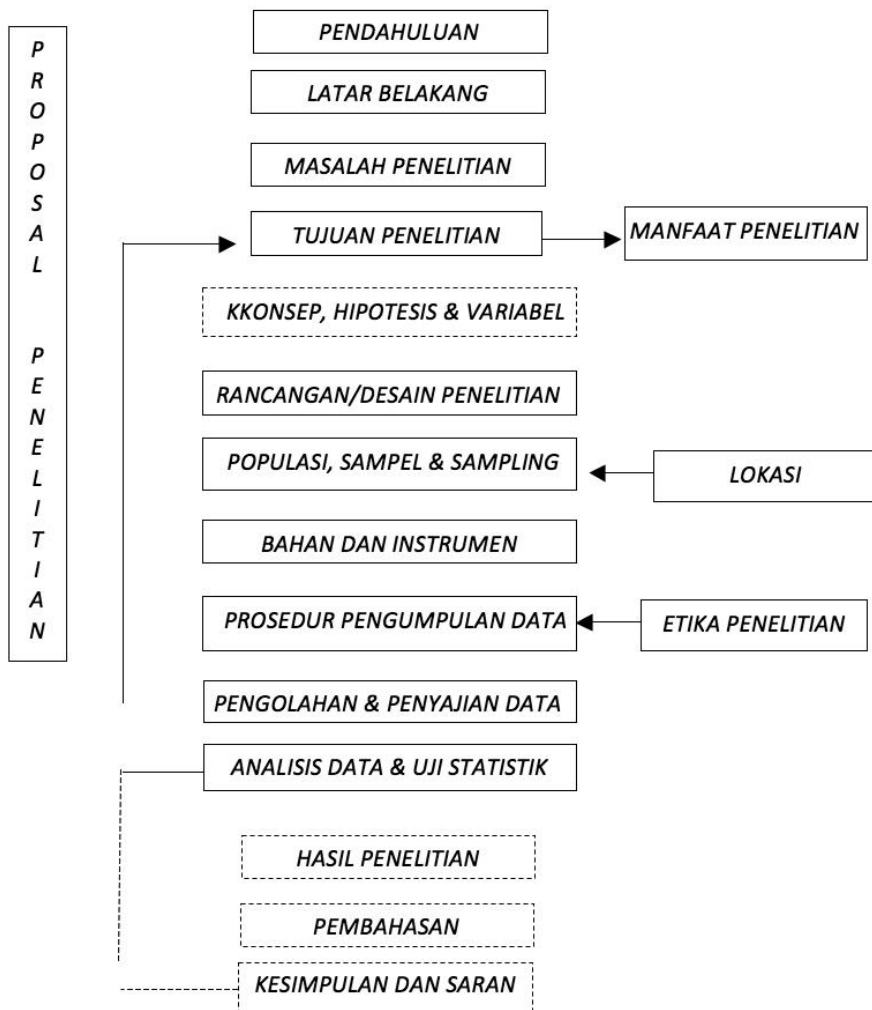 PROPOSAL PENELITIAN
PENDAHULUAN
LATAR BELAKANG
MASALAH PENELITIAN
TUJUAN PENELITIAN
MANFAAT PENELITIAN
KKONSEP, HIPOTESIS & VARIABEL
RANCANGAN/DESAIN PENELITIAN
POPULASI, SAMPEL & SAMPLING
LOKASI
BAHAN DAN INSTRUMEN
PROSEDUR PENGUMPULAN DATA
ETIKA PENELITIAN
PENGOLAHAN & PENYAJIAN DATA
ANALISIS DATA & UJI STATISTIK
HASIL PENELITIAN
PEMBAHASAN
KESIMPULAN DAN SARAN